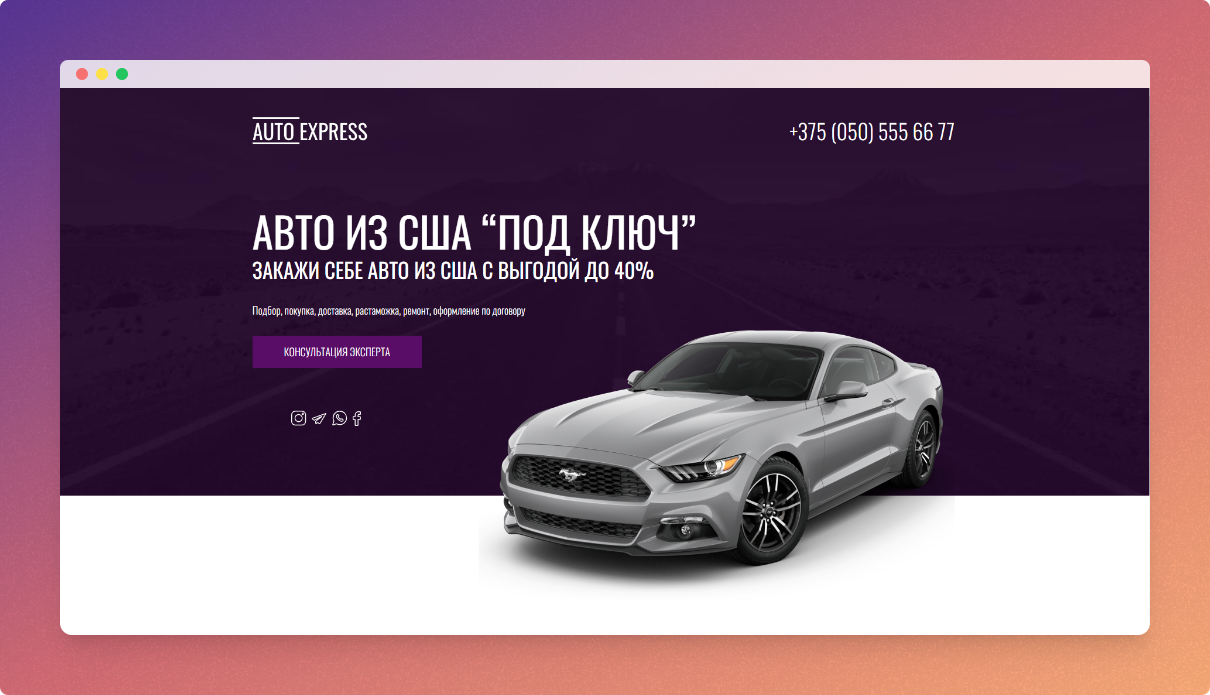 AUTO EXPRESS
+375 (050) 555 66 77
АВТО ИЗ США “ПОД КЛЮЧ”
ЗАКАЖИ СЕБЕ АВТО ИЗ США С ВЫГОДОЙ ДО 40%
Подбор, покупка, доставка, растаможка, ремонт, оформление по договору
КОНСУЛЬТАЦИЯ ЭКСПЕРТА